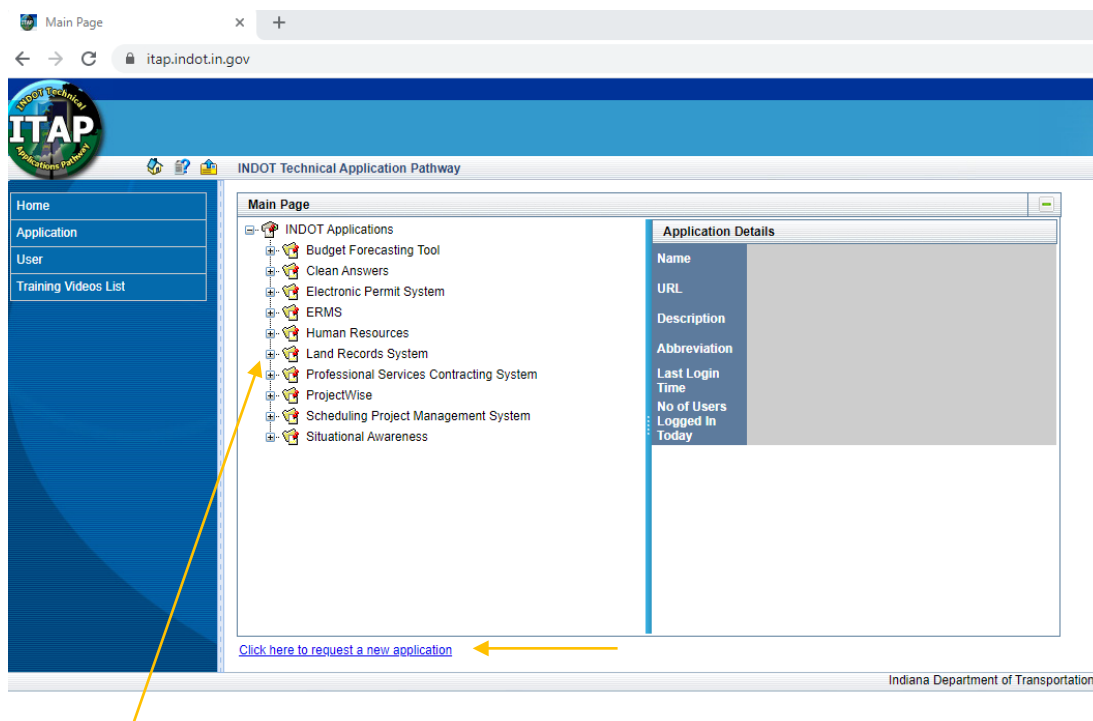 Main Page
itap.indot.in.gov
INDOT Technical
ITAP
Applications Pathway
INDOT Technical Application Pathway
Home
Application
User
Training Videos List
Main Page
INDOT Applications
Budget Forecasting Tool
Clean Answers
Electronic Permit System
ERMS
Human Resources
Land Records System
Professional Services Contracting System
ProjectWise
Scheduling Project Management System
Situational Awareness
Application Details
Name
URL
Description
Abbreviation
Last Login
Time
No of Users
Logged In
Today
Click here to request a new application
Indiana Department of Transportation